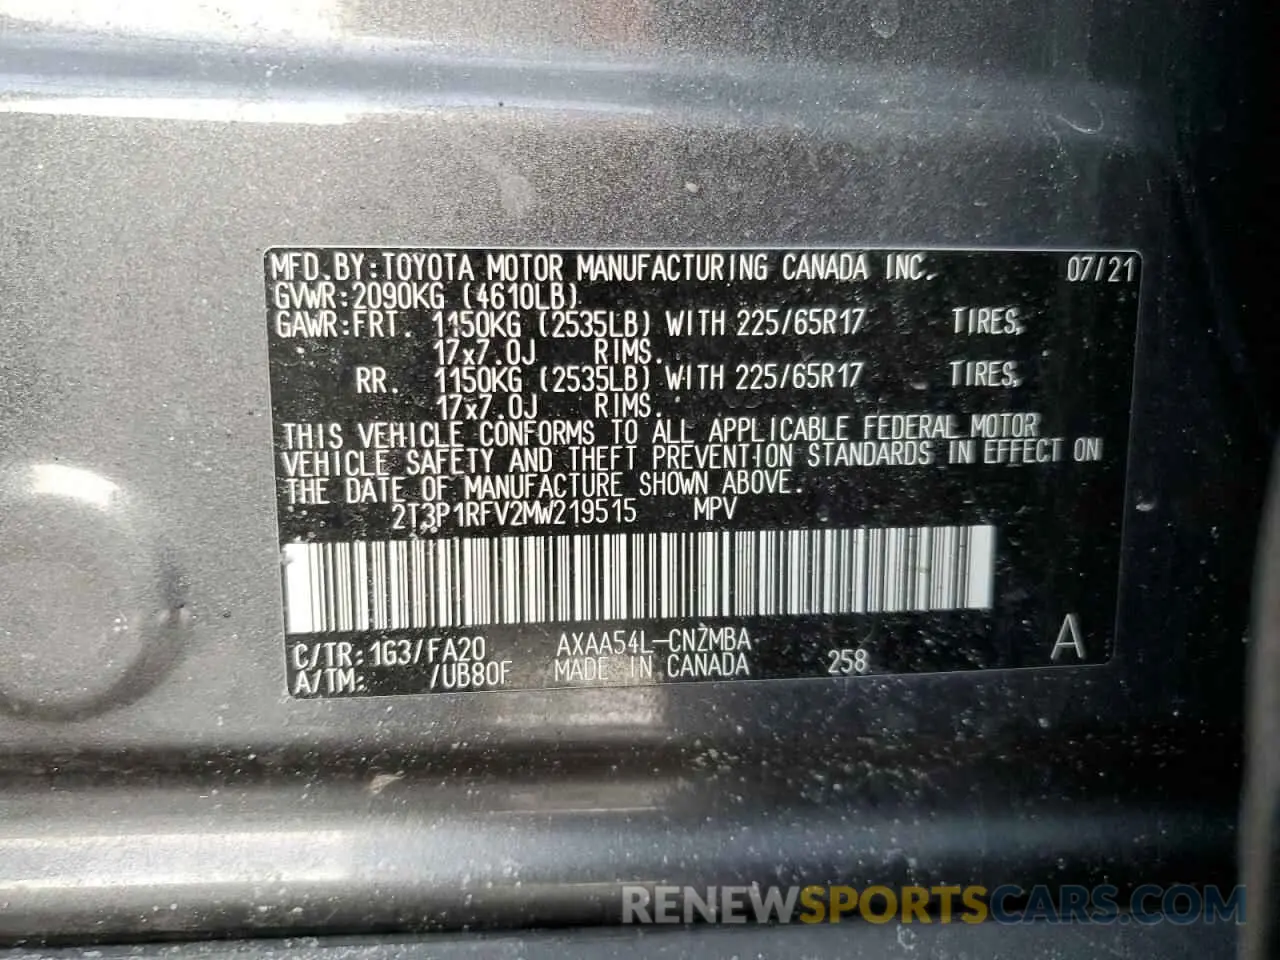 MFD.BY:TOYOTA MOTOR MANUFACTURING CANADA INC. 07/21
GVWR:2090KG (4610LB)
GAWR:FRT. 1150KG (2535LB) WITH 225/65R17 TIRES,
17x7.0J RIMS.
RR. 1150KG (2535LB) WITH 225/65R17 TIRES,
17x7.0J RIMS.
THIS VEHICLE CONFORMS TO ALL APPLICABLE FEDERAL MOTOR
VEHICLE SAFETY AND THEFT PREVENTION STANDARDS IN EFFECT ON
THE DATE OF MANUFACTURE SHOWN ABOVE.
2T3P1RFV2MW219515 MPV
C/TR:1G3/FA20 AXAA54L-CNZMBA A
A/TM: /UB80F MADE IN CANADA 258
RENEWSPORTSCARS.COM